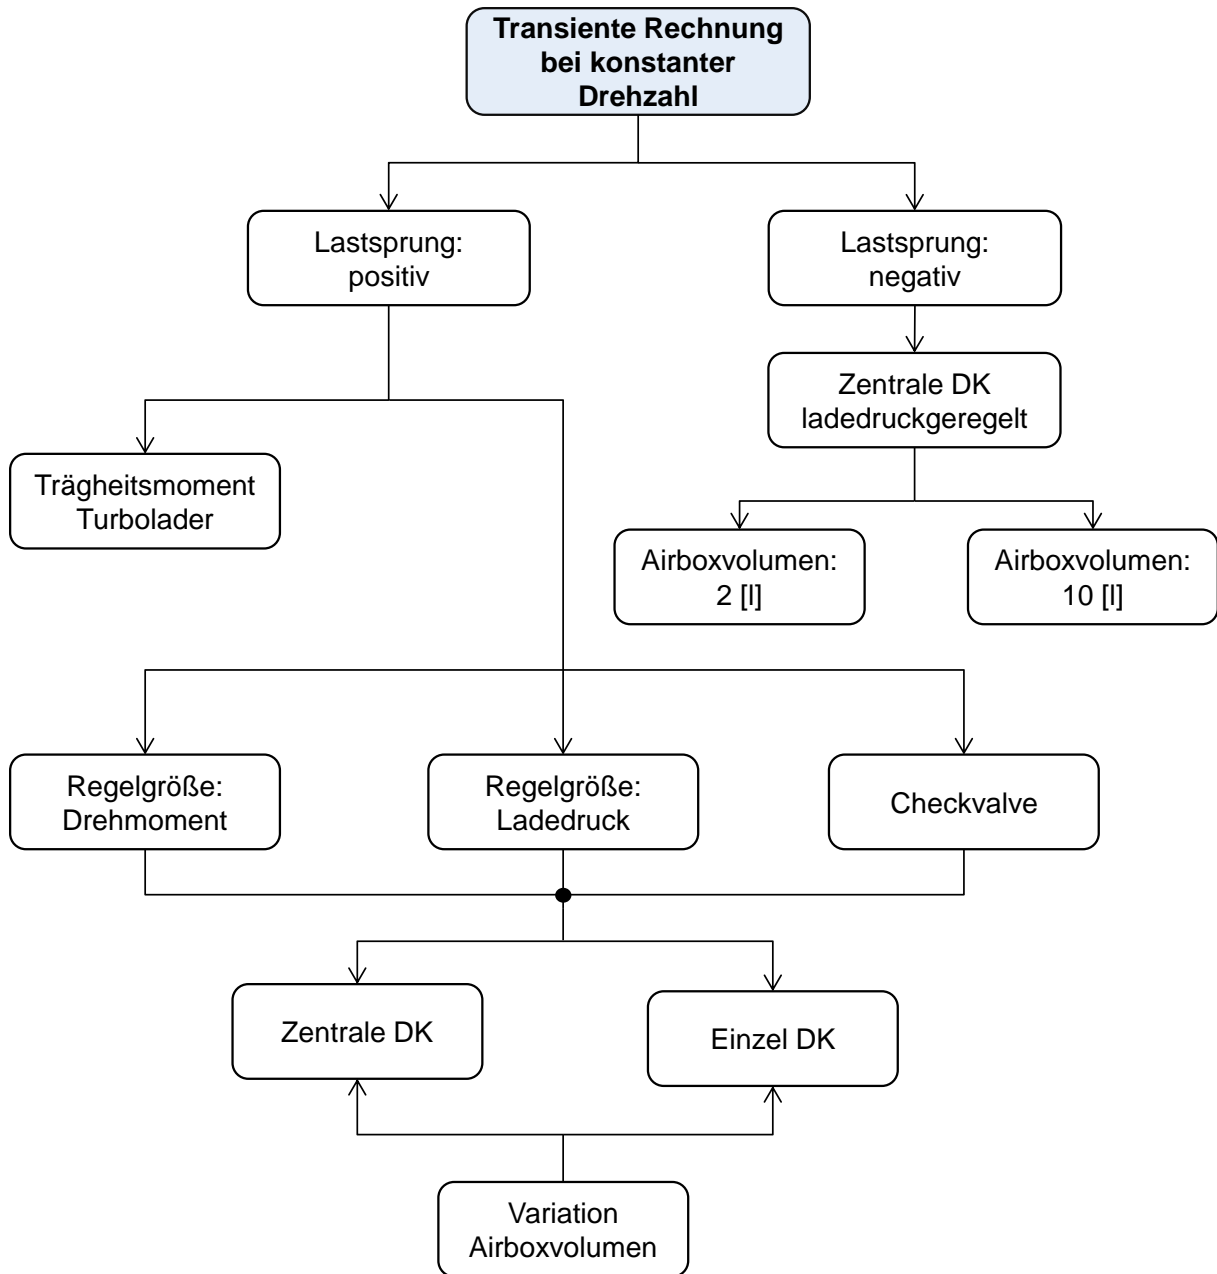 Transiente Rechnung
bei konstanter
Drehzahl
Lastsprung:
positiv
Lastsprung:
negativ
Zentrale DK
ladedruckgeregelt
Trägheitsmoment
Turbolader
Airboxvolumen:
2 [l]
Airboxvolumen:
10 [l]
Regelgröße:
Drehmoment
Regelgröße:
Ladedruck
Checkvalve
Zentrale DK
Einzel DK
Variation
Airboxvolumen